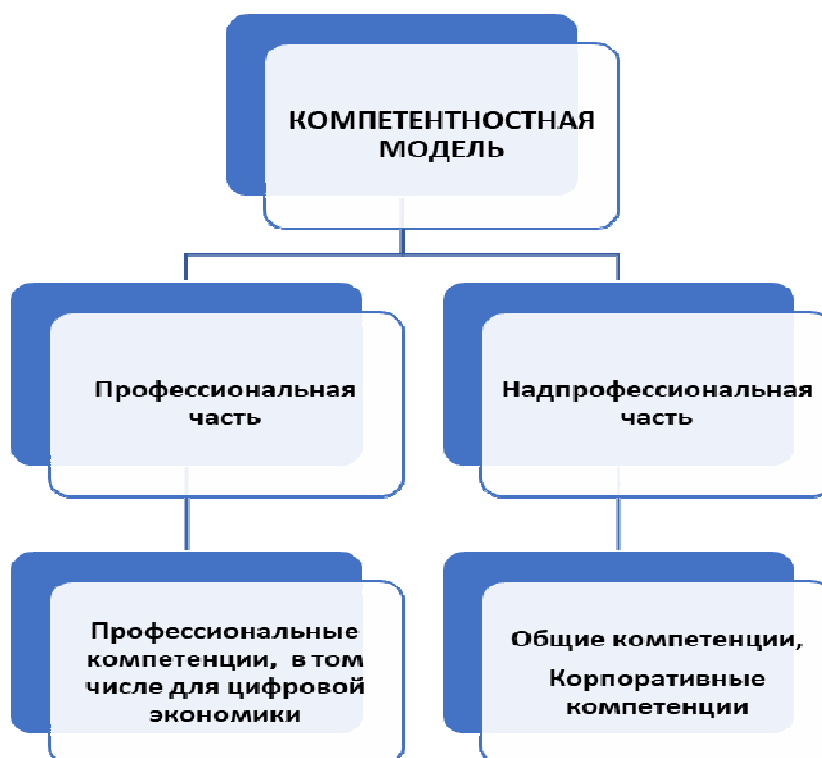 КОМПЕТЕНТНОСТНАЯ
МОДЕЛЬ
Профессиональная
часть
Надпрофессиональная
часть
Профессиональные
компетенции, в том
числе для цифровой
экономики
Общие компетенции,
Корпоративные
компетенции